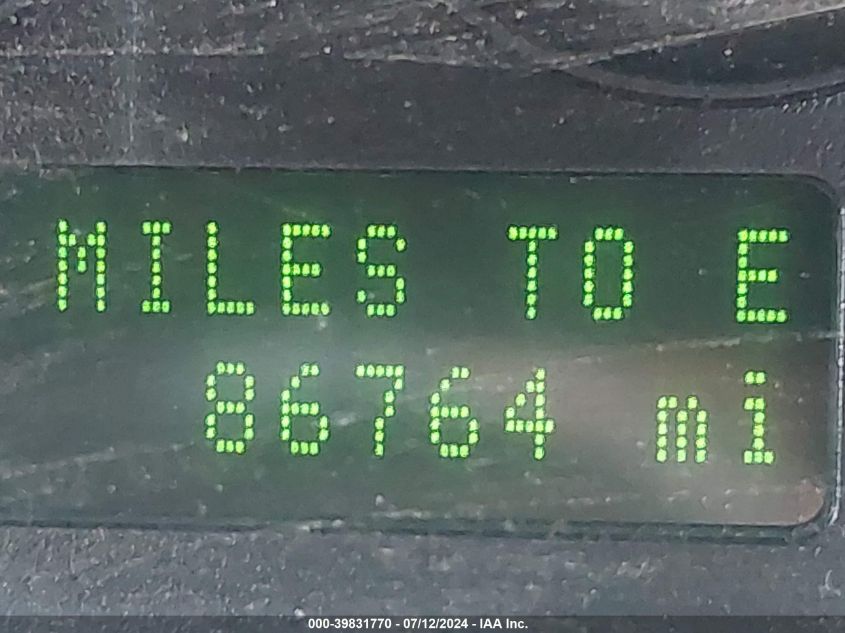 MILES TO E
86764 mi
000-39831770 - 07/12/2024 - IAA Inc.